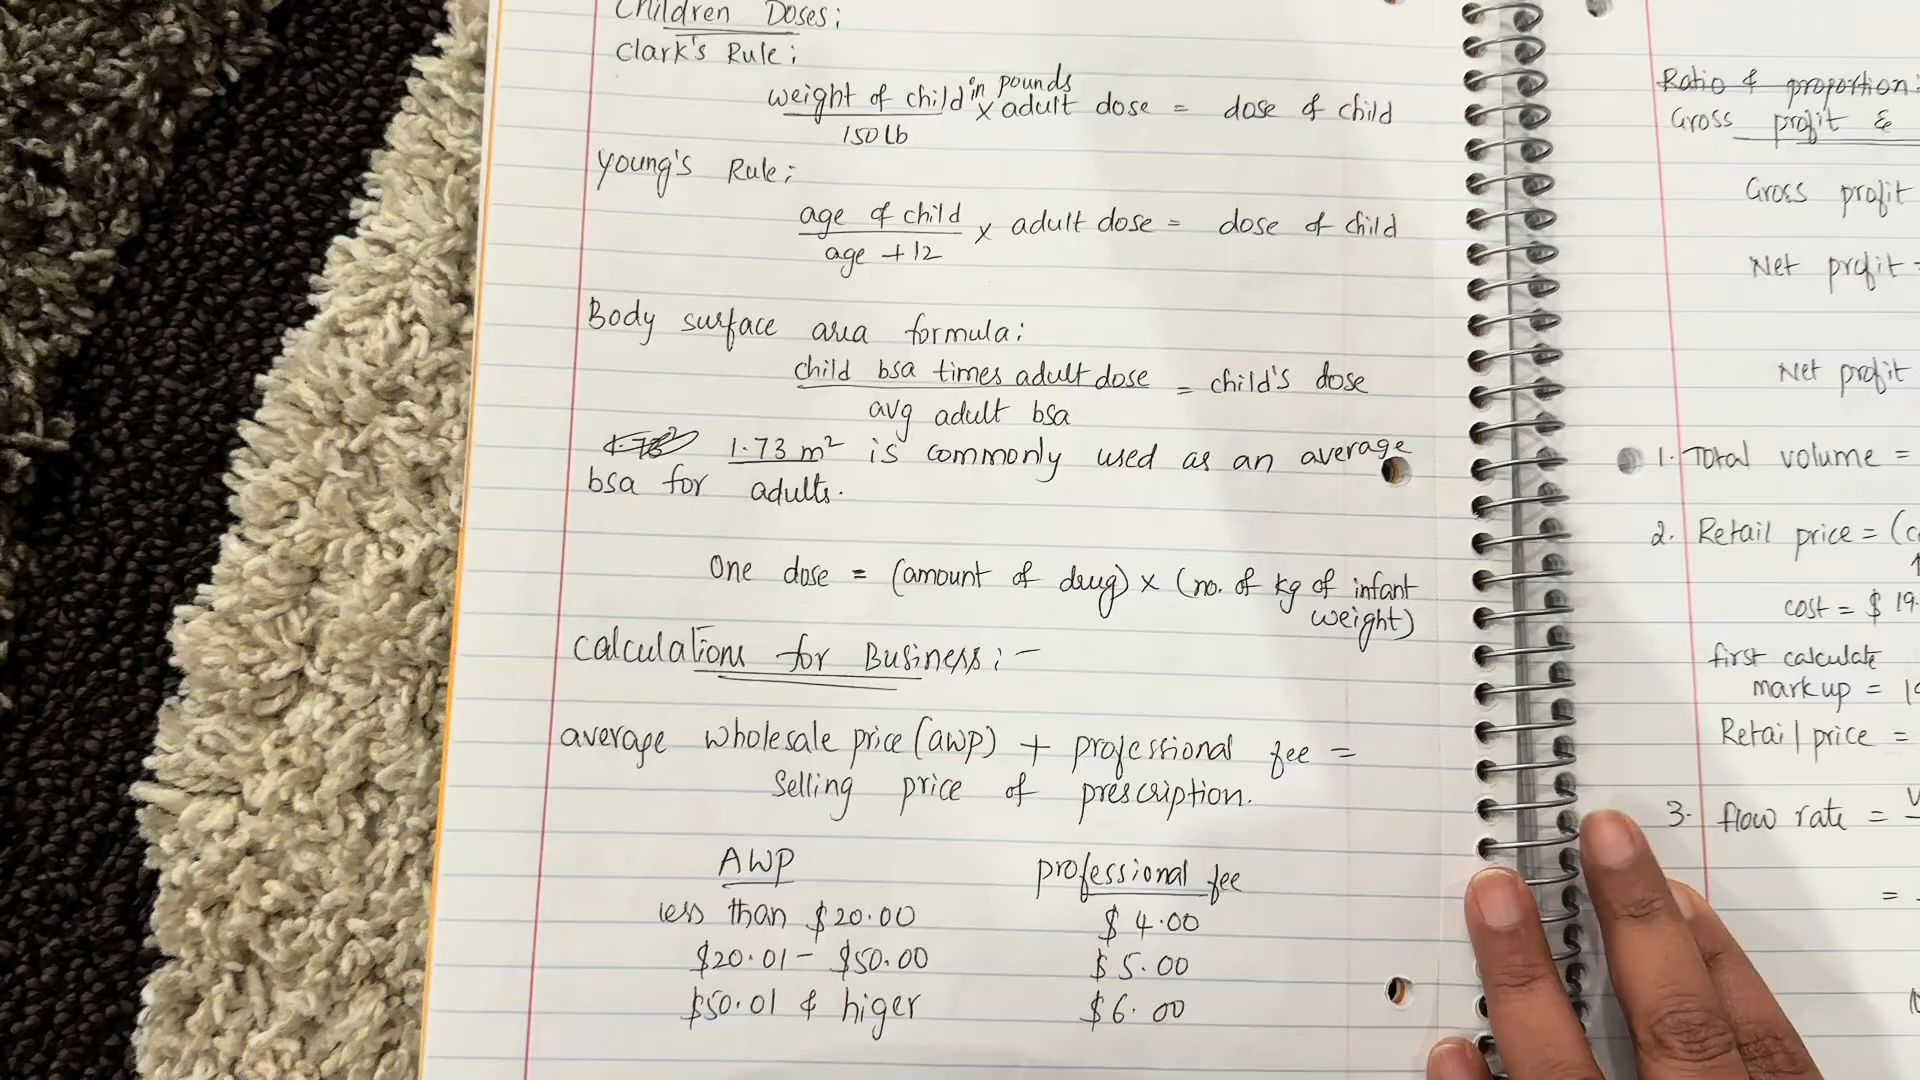 Children Doses:
Clark's Rule:
weight of child in pounds
x adult dose = dose of child
150 lb
Young's Rule:
age of child
x adult dose = dose of child
age + 12
Body surface area formula:
child bsa times adult dose = child's dose
avg adult bsa
1.73 m² is commonly used as an average
bsa for adults.
One dose = (amount of drug) x (no. of kg of infant
weight)
Calculations for Business:-
average wholesale price (awp) + professional fee =
Selling price of prescription.
AWP professional fee
less than $20.00 $ 4.00
$20.01 - $50.00 $ 5.00
$50.01 & higer $6.00
Ratio & proportion:
Gross profit &
Gross profit
Net profit =
Net profit
1. Total volume =
2. Retail price = (c
cost = $ 19.
first calculate
markup = 19
Retail price =
3. flow rate = V
=